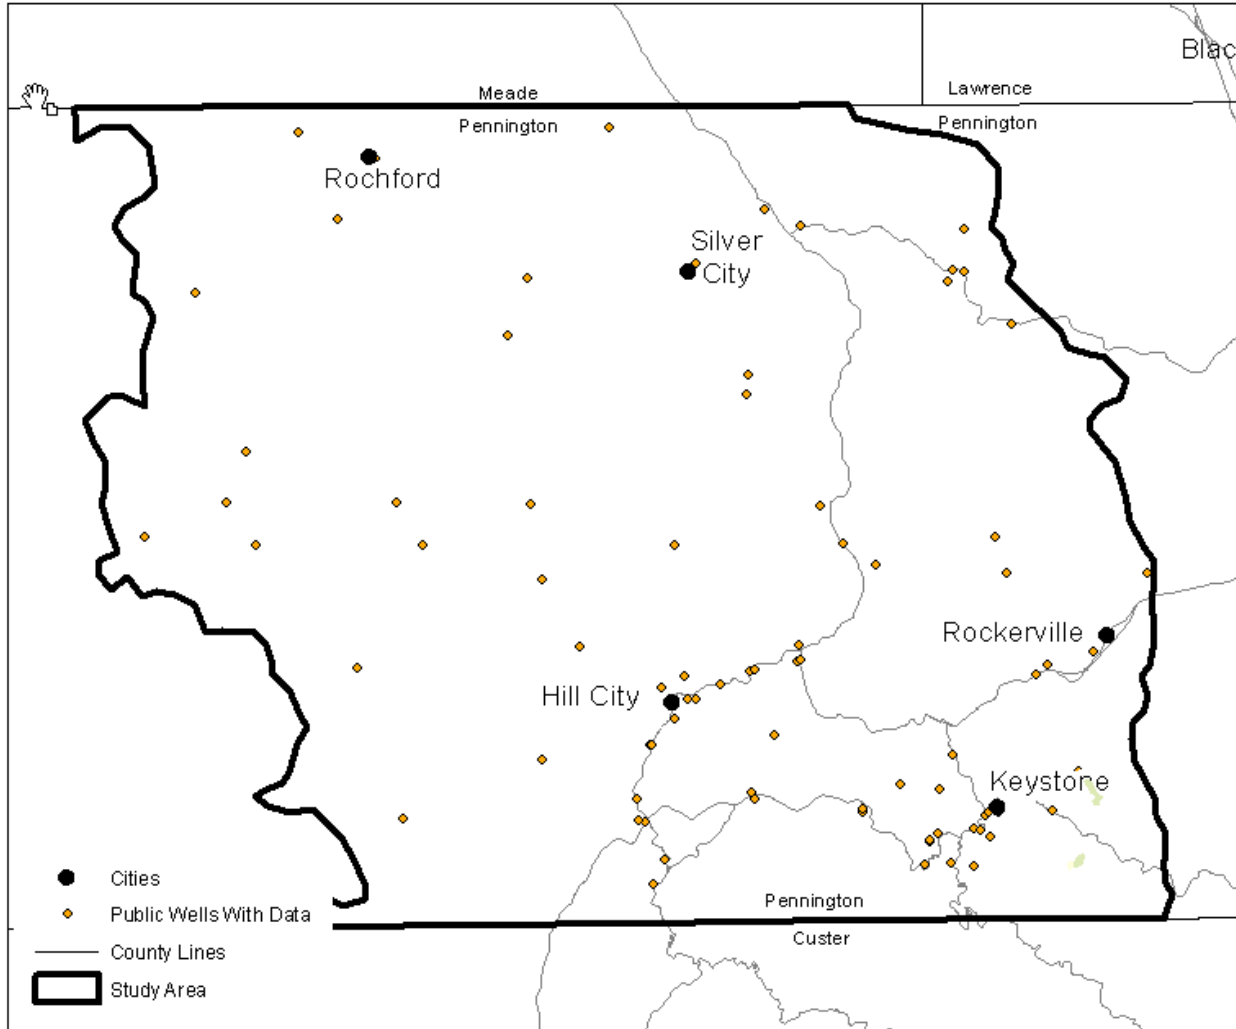 Blac
Lawrence
Meade
Pennington
Pennington
Rochford
Silver
City
Rockerville
Hill City
Keystone
Cities
Public Wells With Data
County Lines
Study Area
Pennington
Custer